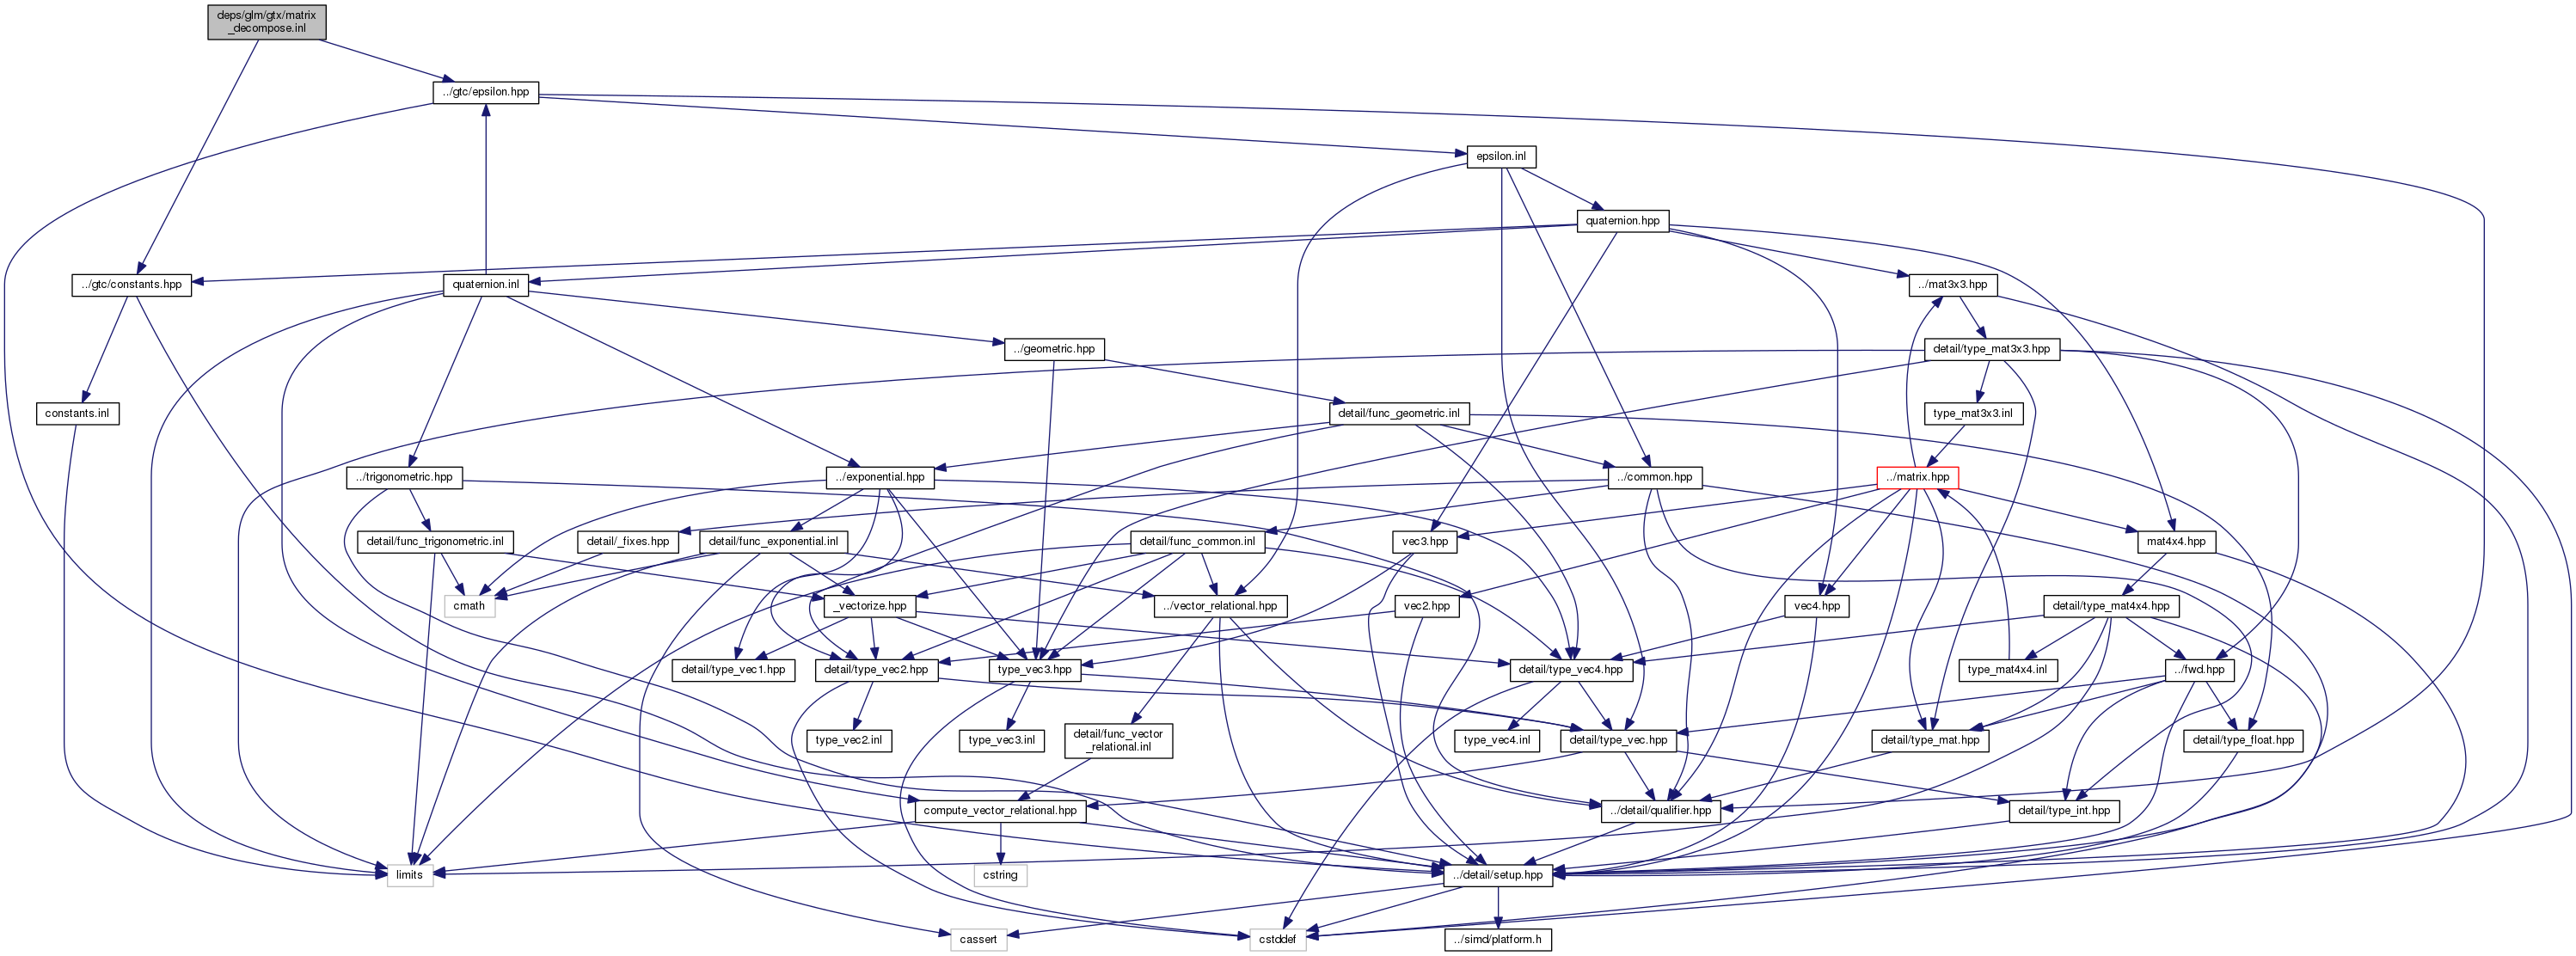 deps/glm/gtx/matrix
_decompose.inl
../gtc/epsilon.hpp
epsilon.inl
quaternion.hpp
../gtc/constants.hpp
quaternion.inl
../mat3x3.hpp
../geometric.hpp
detail/type_mat3x3.hpp
constants.inl
detail/func_geometric.inl
type_mat3x3.inl
../trigonometric.hpp
../exponential.hpp
../common.hpp
../matrix.hpp
detail/func_trigonometric.inl
detail/_fixes.hpp
detail/func_exponential.inl
detail/func_common.inl
vec3.hpp
mat4x4.hpp
cmath
_vectorize.hpp
../vector_relational.hpp
vec2.hpp
vec4.hpp
detail/type_mat4x4.hpp
detail/type_vec1.hpp
detail/type_vec2.hpp
type_vec3.hpp
detail/type_vec4.hpp
type_mat4x4.inl
../fwd.hpp
type_vec2.inl
type_vec3.inl
detail/func_vector
_relational.inl
type_vec4.inl
detail/type_vec.hpp
detail/type_mat.hpp
detail/type_float.hpp
compute_vector_relational.hpp
../detail/qualifier.hpp
detail/type_int.hpp
limits
cstring
../detail/setup.hpp
cassert
cstddef
../simd/platform.h